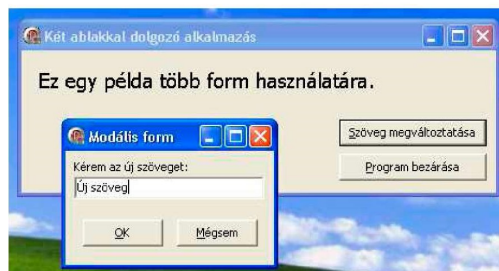 Két ablakkal dolgozó alkalmazás
Ez egy példa több form használatára.
Szöveg megváltoztatása
Program bezárása
Modális form
Kérem az új szöveget:
Új szöveg
OK
Mégsem